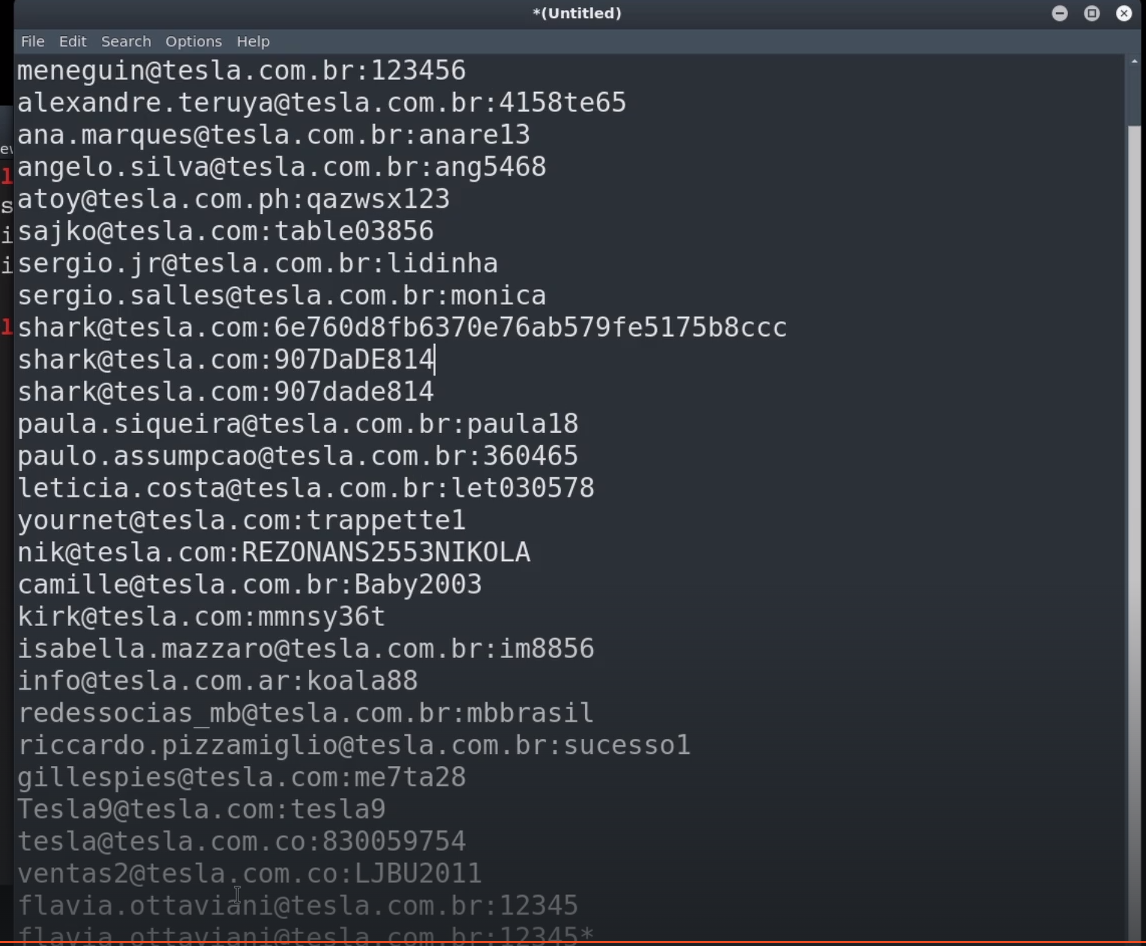 *(Untitled)
File Edit Search Options Help
meneguin@tesla.com.br:123456
alexandre.teruya@tesla.com.br:4158te65
ana.marques@tesla.com.br:anare13
angelo.silva@tesla.com.br:ang5468
atoy@tesla.com.ph:qazwsx123
sajko@tesla.com:table03856
sergio.jr@tesla.com.br:lidinha
sergio.salles@tesla.com.br:monica
shark@tesla.com:6e760d8fb6370e76ab579fe5175b8ccc
shark@tesla.com:907DaDE814
shark@tesla.com:907dade814
paula.siqueira@tesla.com.br:paula18
paulo.assumpcao@tesla.com.br:360465
leticia.costa@tesla.com.br:let030578
yournet@tesla.com:trappette1
nik@tesla.com:REZONANS2553NIKOLA
camille@tesla.com.br:Baby2003
kirk@tesla.com:mmnsy36t
isabella.mazzaro@tesla.com.br:im8856
info@tesla.com.ar:koala88
redessocias_mb@tesla.com.br:mbbrasil
riccardo.pizzamiglio@tesla.com.br:sucesso1
gillespies@tesla.com:me7ta28
Tesla9@tesla.com:tesla9
tesla@tesla.com.co:830059754
ventas2@tesla.com.co:LJBU2011
flavia.ottaviani@tesla.com.br:12345
flavia.ottaviani@tesla.com.br:12345*